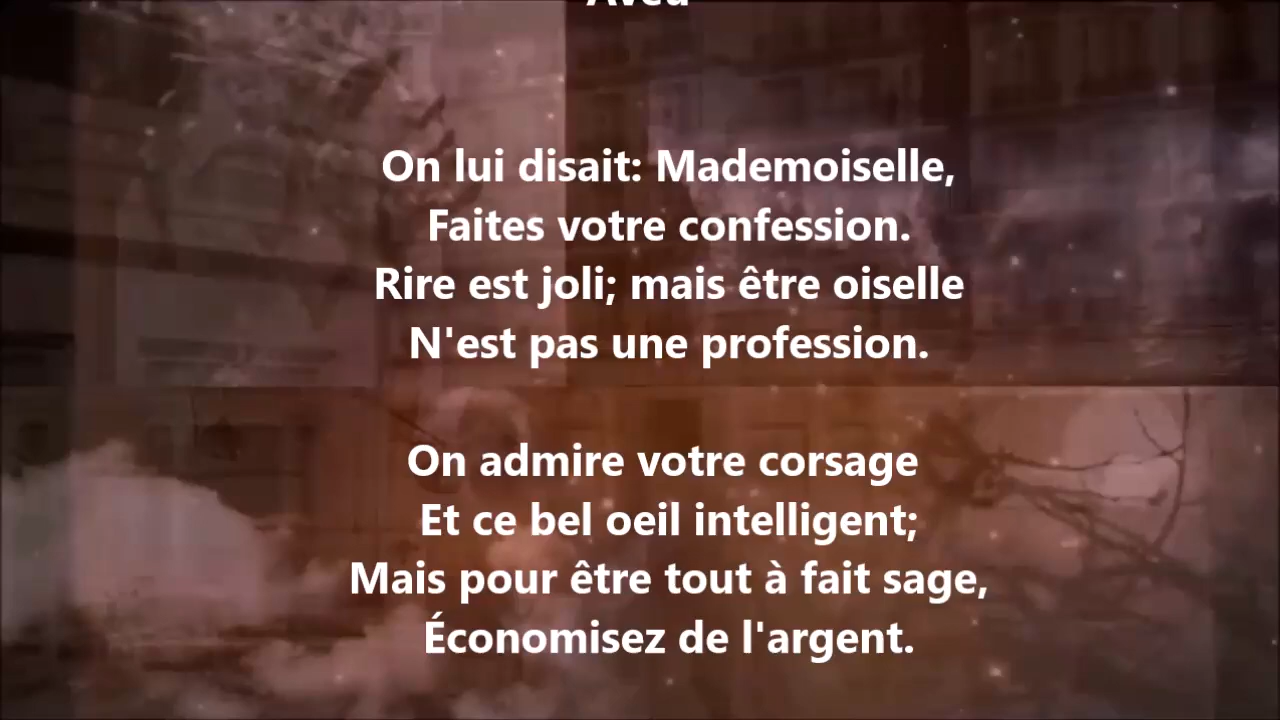 Aveu
On lui disait: Mademoiselle,
Faites votre confession.
Rire est joli; mais être oiselle
N'est pas une profession.
On admire votre corsage
Et ce bel oeil intelligent;
Mais pour être tout à fait sage,
Économisez de l'argent.